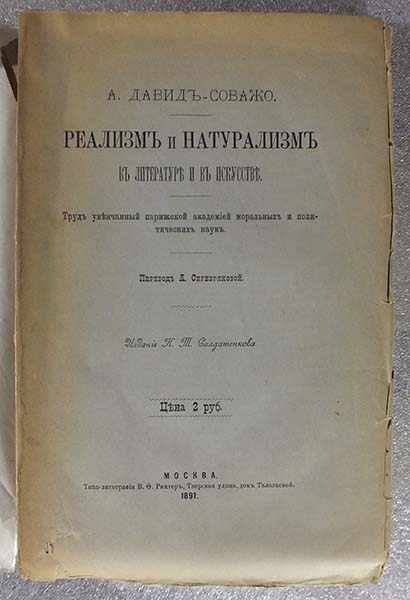 А. ДАВИДЪ-СОВАЖО.
РЕАЛИЗМЪ И НАТУРАЛИЗМЪ
ВЪ ЛИТЕРАТУРѢ И ВЪ ИСКУССТВѢ.
Трудъ увѣнчанный парижской академіей моральныхъ и поли-
тическихъ наукъ.
Переводъ А. Серебряковой.
Изданіе К. Т. Солдатенкова
Цѣна 2 руб.
МОСКВА.
Типо-литографія В. Ѳ. Рихтеръ, Тверская улица, домъ Талалаевой.
1891.